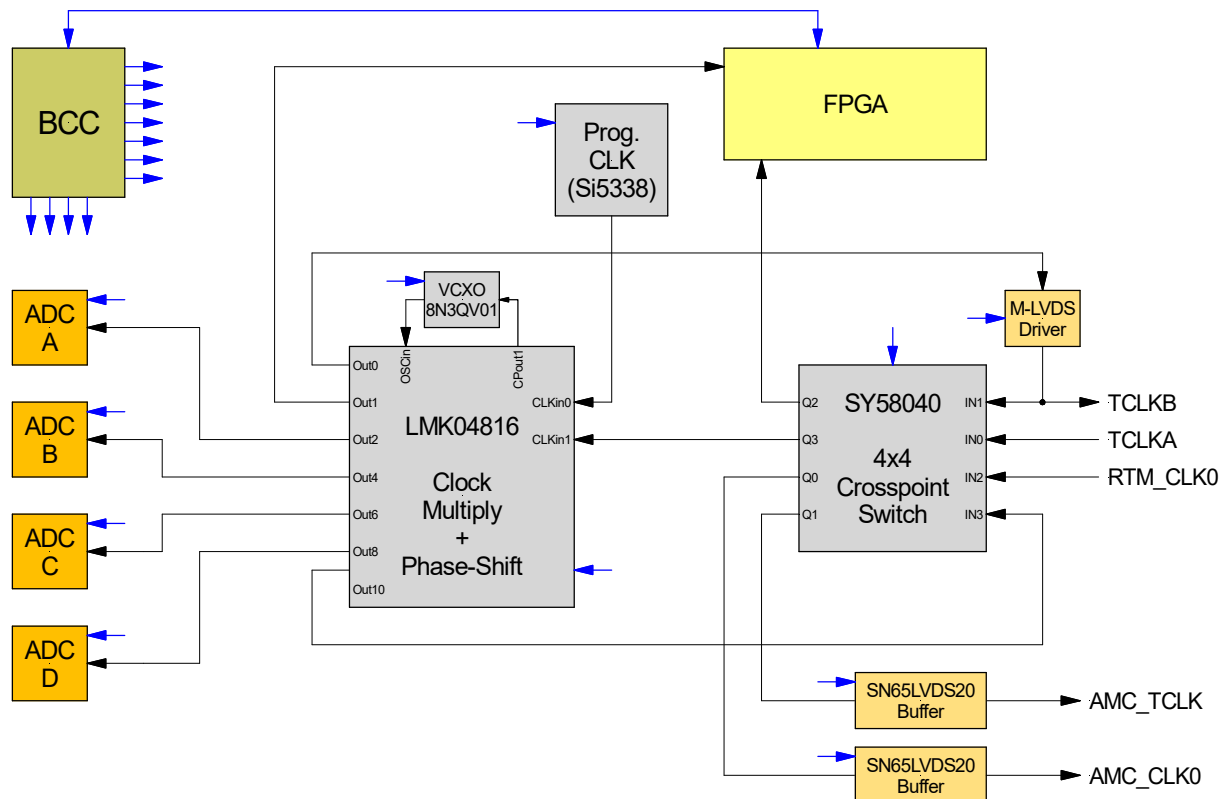 BCC
FPGA
Prog.
CLK
(Si5338)
VCXO
8N3QV01
M-LVDS
Driver
ADC
A
ADC
B
ADC
C
ADC
D
OSCin
CPout1
Out0
Out1
Out2
Out4
Out6
Out8
Out10
CLKin0
CLKin1
LMK04816
Clock
Multiply
+
Phase-Shift
Q2
Q3
Q0
Q1
SY58040
4x4
Crosspoint
Switch
IN1
IN0
IN2
IN3
TCLKB
TCLKA
RTM_CLK0
SN65LVDS20
Buffer
AMC_TCLK
SN65LVDS20
Buffer
AMC_CLK0